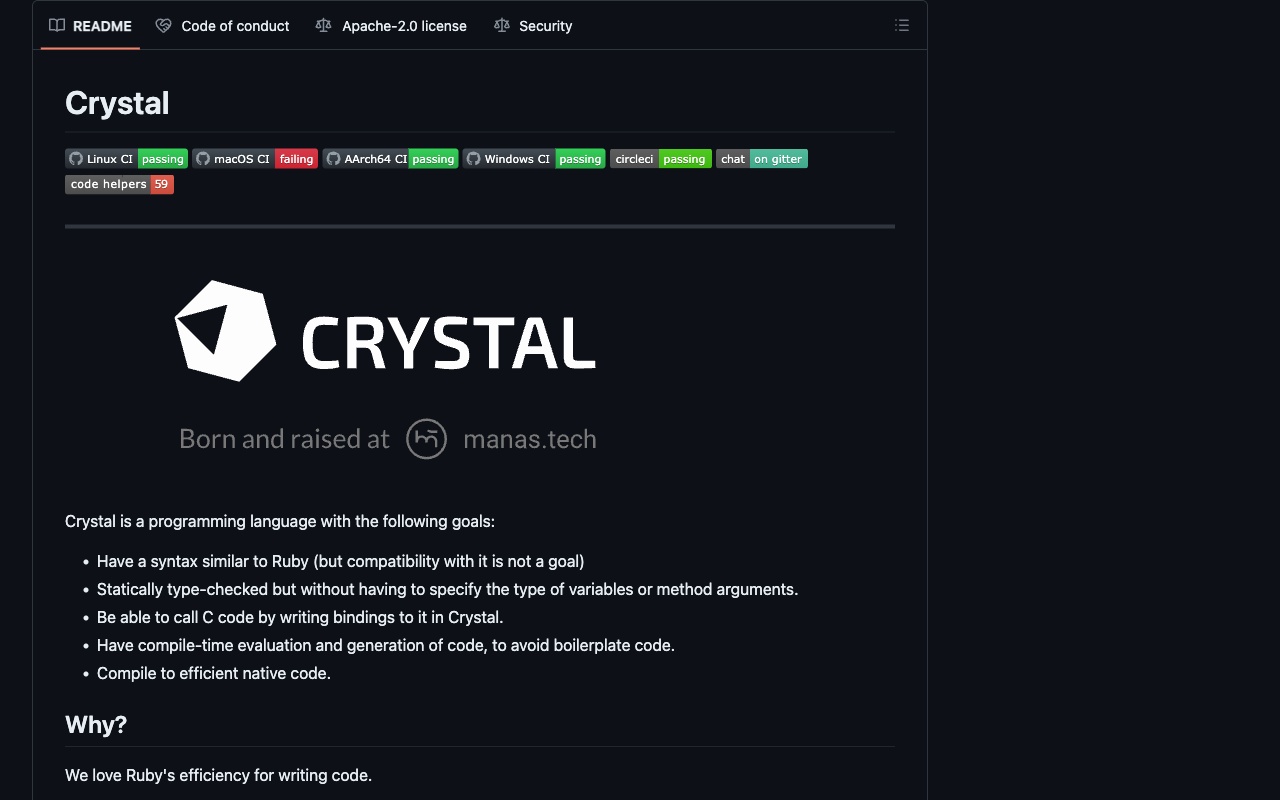 README Code of conduct Apache-2.0 license Security
Crystal
Linux CI passing macOS CI failing AArch64 CI passing Windows CI passing circleci passing chat on gitter
code helpers 59
CRYSTAL
Born and raised at manas.tech
Crystal is a programming language with the following goals:
• Have a syntax similar to Ruby (but compatibility with it is not a goal)
• Statically type-checked but without having to specify the type of variables or method arguments.
• Be able to call C code by writing bindings to it in Crystal.
• Have compile-time evaluation and generation of code, to avoid boilerplate code.
• Compile to efficient native code.
Why?
We love Ruby's efficiency for writing code.